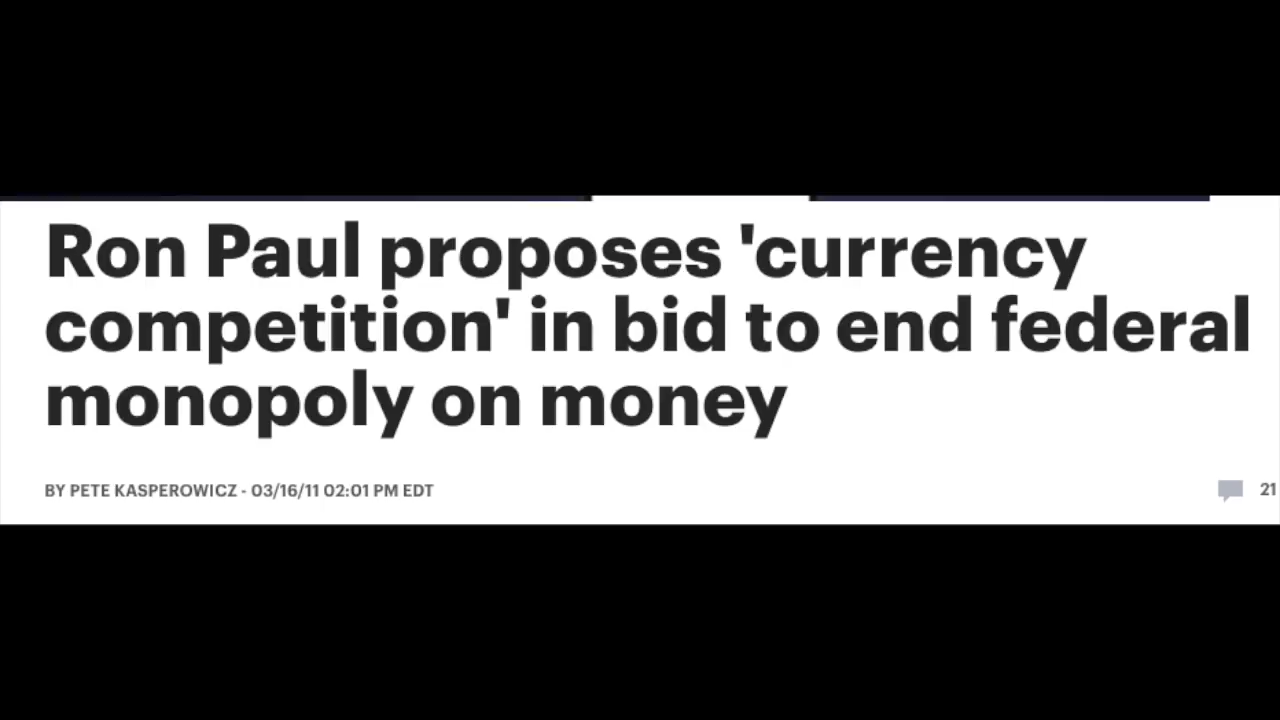 Ron Paul proposes 'currency
competition' in bid to end federal
monopoly on money
BY PETE KASPEROWICZ - 03/16/11 02:01 PM EDT
21